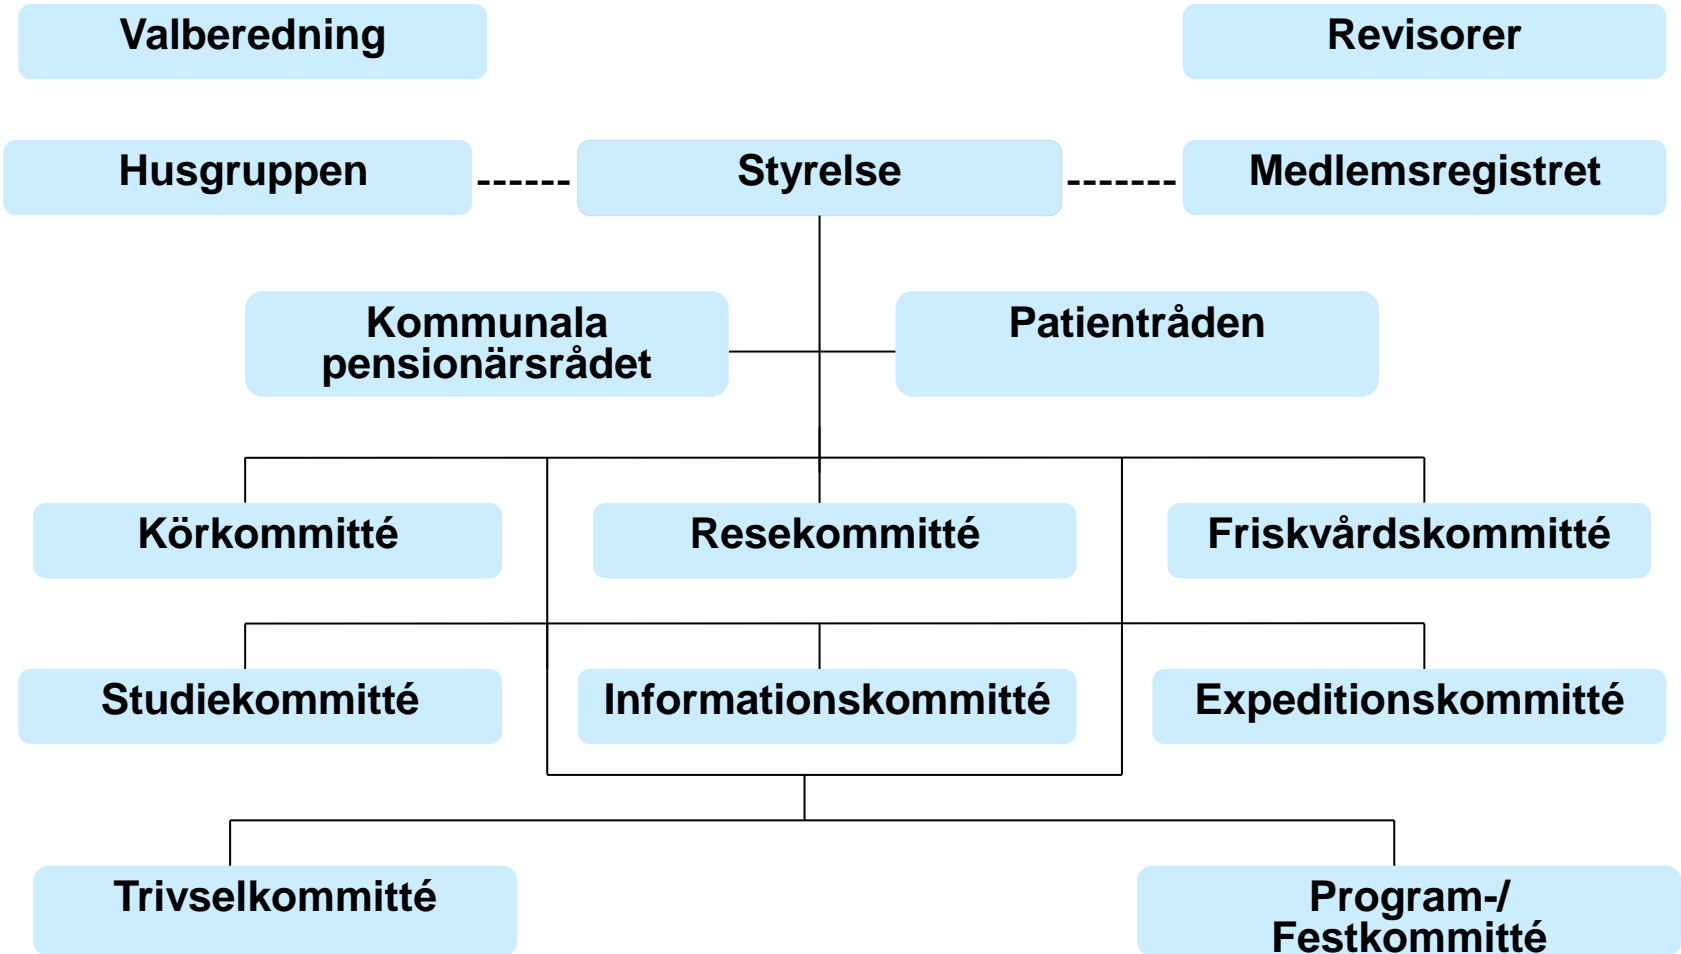 Valberedning
Revisorer
Husgruppen
Styrelse
Medlemsregistret
Kommunala
pensionärsrådet
Patientråden
Körkommitté
Resekommitté
Friskvårdskommitté
Studiekommitté
Informationskommitté
Expeditionskommitté
Trivselkommitté
Program-/
Festkommitté